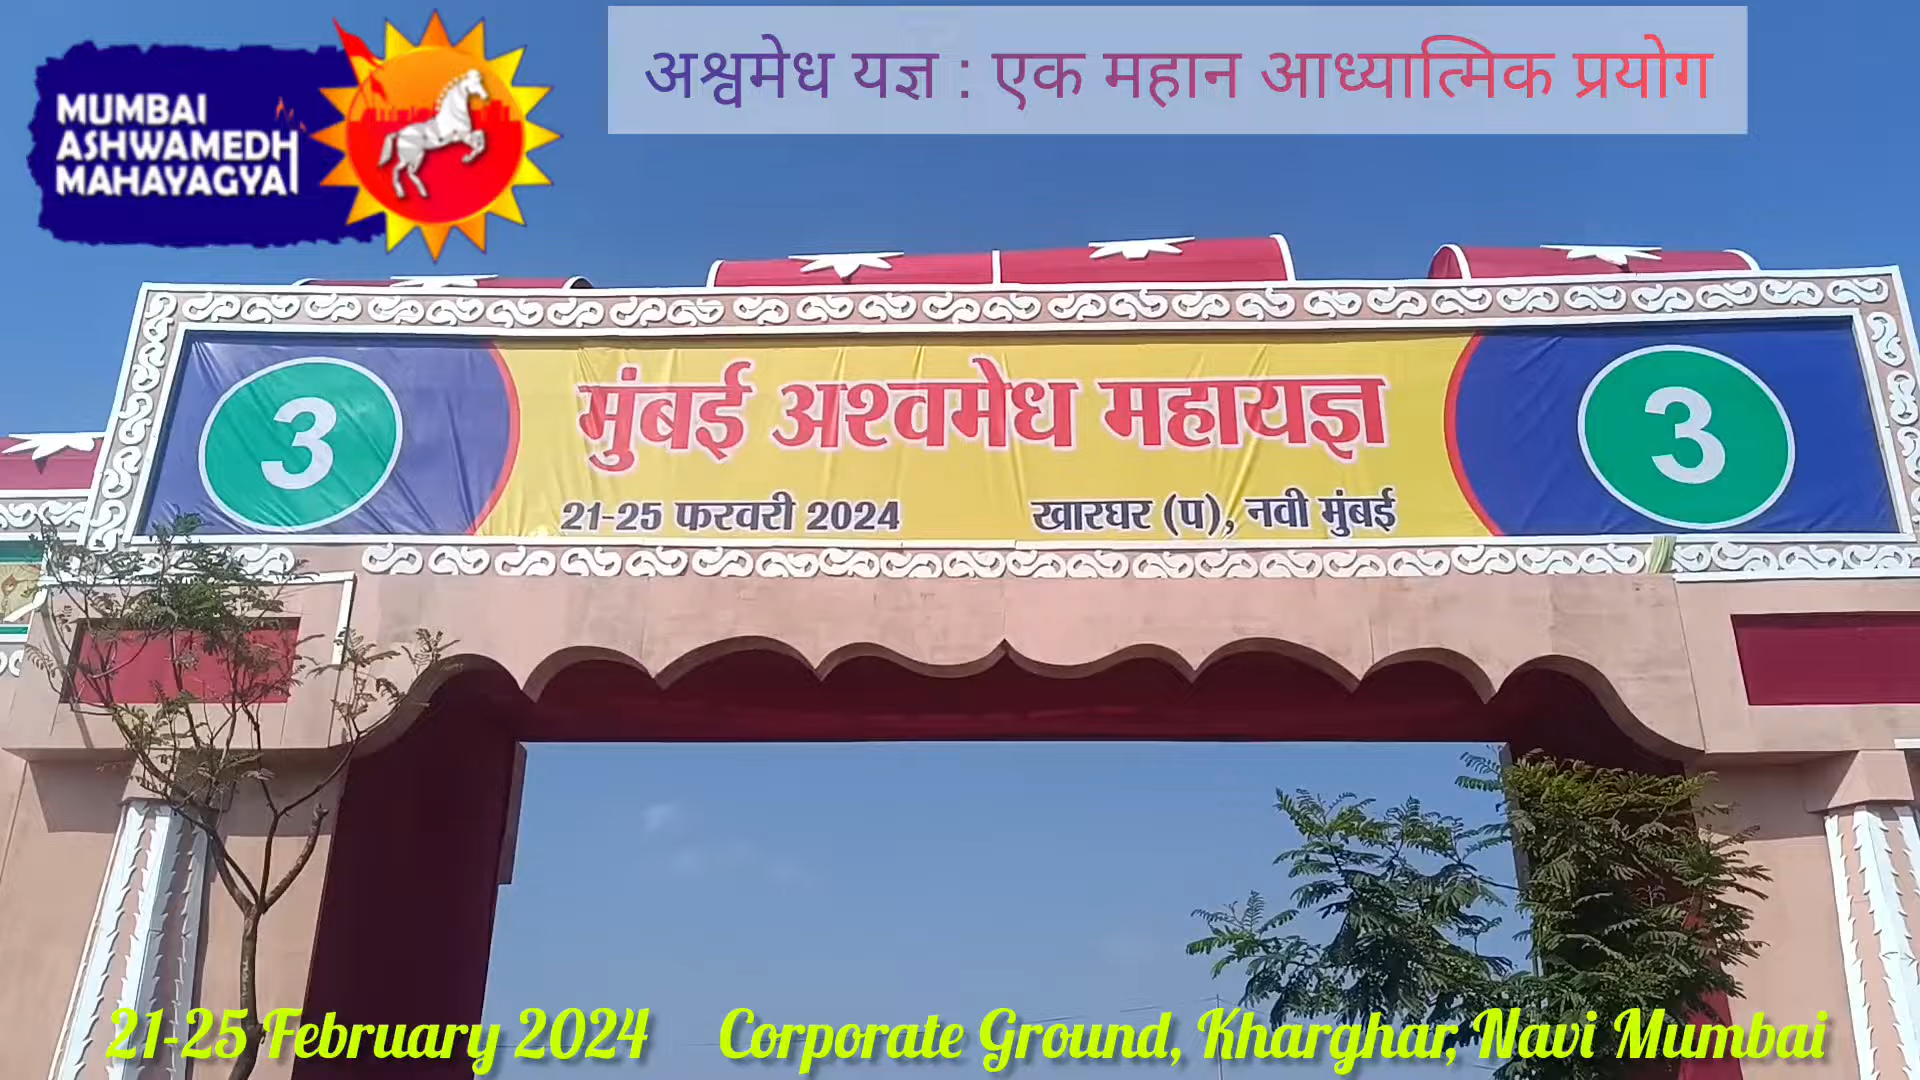 MUMBAI
ASHWAMEDH
MAHAYAGYA
अश्वमेध यज्ञ : एक महान आध्यात्मिक प्रयोग
3
मुंबई अश्वमेध महायज्ञ
3
21-25 फरवरी 2024 खारघर (प), नवी मुंबई
21-25 February 2024 Corporate Ground, Kharghar, Navi Mumbai